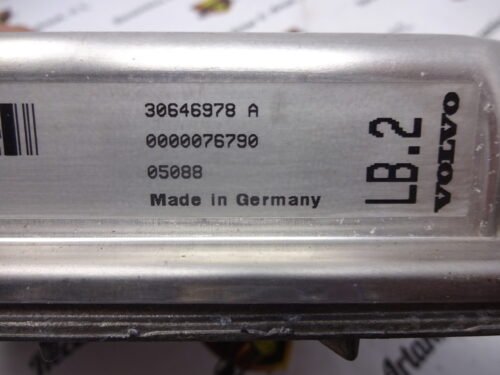 30646978 A
0000076790
05088
Made in Germany
LB.2
VOLVO